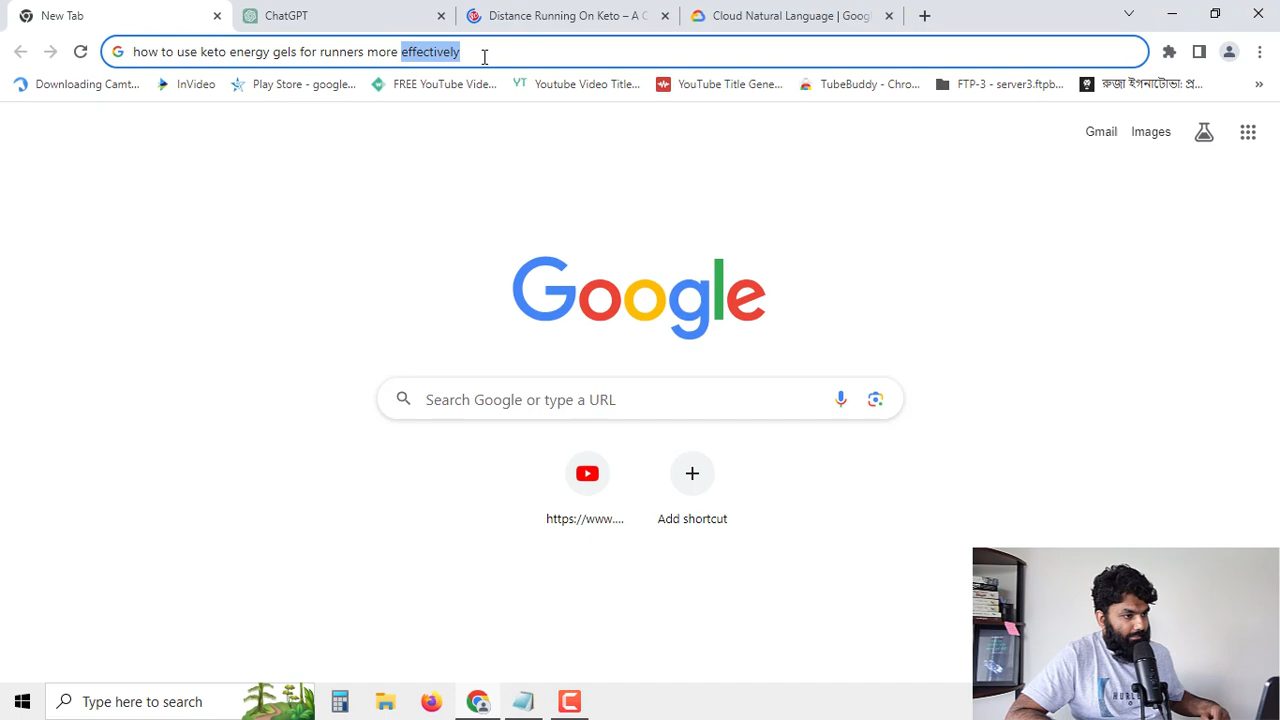 New Tab
ChatGPT
Distance Running On Keto – A C
Cloud Natural Language | Goog
how to use keto energy gels for runners more effectively
Downloading Camt...
InVideo
Play Store - google...
FREE YouTube Vide...
YT Youtube Video Title...
YouTube Title Gene...
TubeBuddy - Chro...
FTP-3 - server3.ftpb...
রুজা ইগনাটোভা: প্র...
»
Gmail
Images
Google
Search Google or type a URL
https://www....
Add shortcut
HURLE
Type here to search